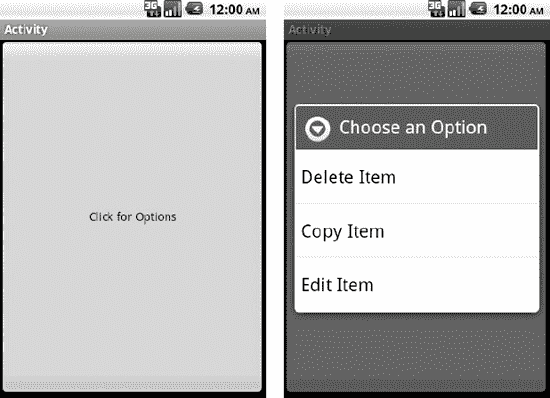 3G
12:00 AM
Activity
Click for Options
3G
12:00 AM
Activity
Choose an Option
Delete Item
Copy Item
Edit Item